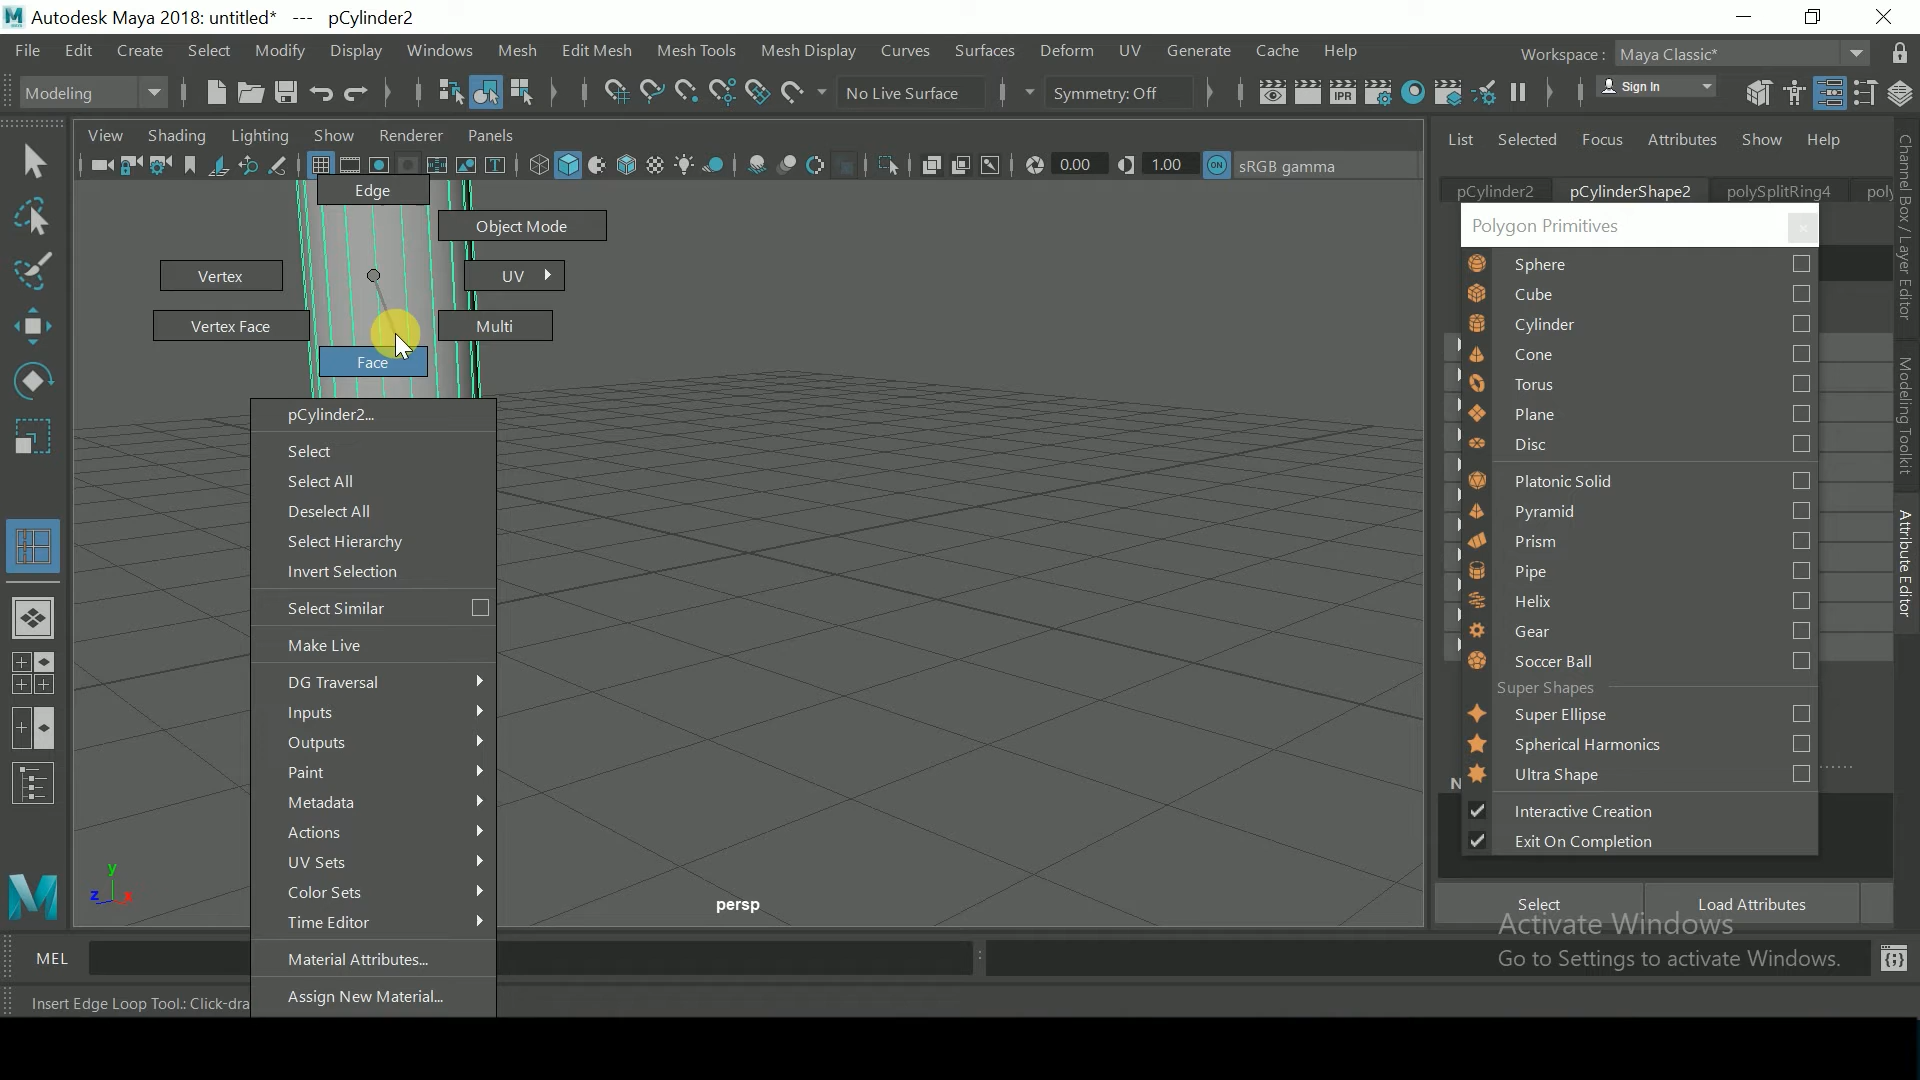 Autodesk Maya 2018: untitled* --- pCylinder2
File Edit Create Select Modify Display Windows Mesh Edit Mesh Mesh Tools Mesh Display Curves Surfaces Deform UV Generate Cache Help
Workspace : Maya Classic*
Modeling
No Live Surface
Symmetry: Off
IPR
Sign In
View Shading Lighting Show Renderer Panels
0.00
1.00
ON
sRGB gamma
List Selected Focus Attributes Show Help
pCylinder2 pCylinderShape2 polySplitRing4 poly
Polygon Primitives
Sphere
Cube
Cylinder
Cone
Torus
Plane
Disc
Platonic Solid
Pyramid
Prism
Pipe
Helix
Gear
Soccer Ball
Super Shapes
Super Ellipse
Spherical Harmonics
Ultra Shape
Interactive Creation
Exit On Completion
Channel Box / Layer Editor
Modeling Toolkit
Attribute Editor
Edge
Object Mode
Vertex
UV
Vertex Face
Multi
Face
pCylinder2...
Select
Select All
Deselect All
Select Hierarchy
Invert Selection
Select Similar
Make Live
DG Traversal
Inputs
Outputs
Paint
Metadata
Actions
UV Sets
Color Sets
Time Editor
Material Attributes...
Assign New Material...
y
z x
persp
N
Select
Load Attributes
Activate Windows
Go to Settings to activate Windows.
MEL
Insert Edge Loop Tool.: Click-dra